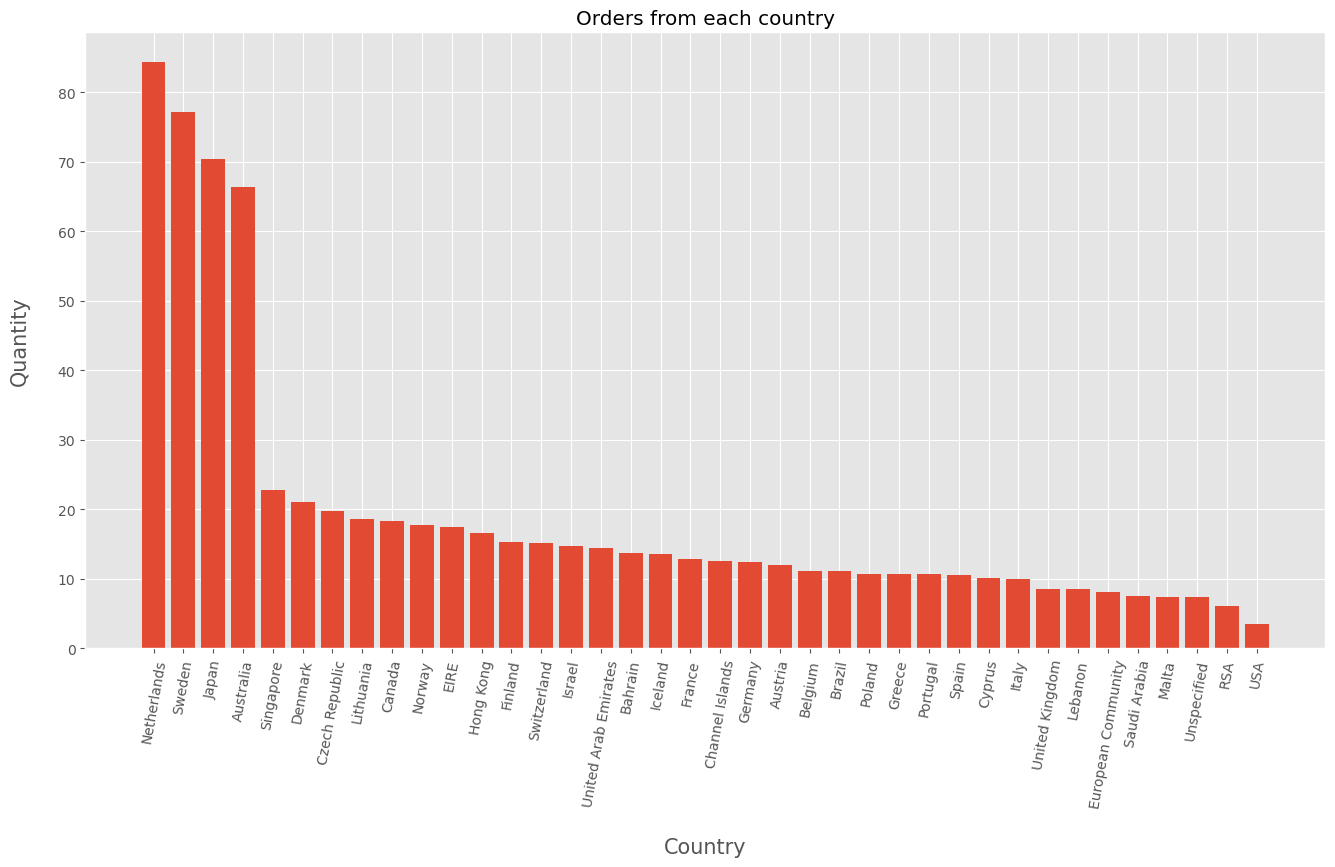 Orders from each country
Quantity
80
70
60
50
40
30
20
10
0
Netherlands
Sweden
Japan
Australia
Singapore
Denmark
Czech Republic
Lithuania
Canada
Norway
EIRE
Hong Kong
Finland
Switzerland
Israel
United Arab Emirates
Bahrain
Iceland
France
Channel Islands
Germany
Austria
Belgium
Brazil
Poland
Greece
Portugal
Spain
Cyprus
Italy
United Kingdom
Lebanon
European Community
Saudi Arabia
Malta
Unspecified
RSA
USA
Country